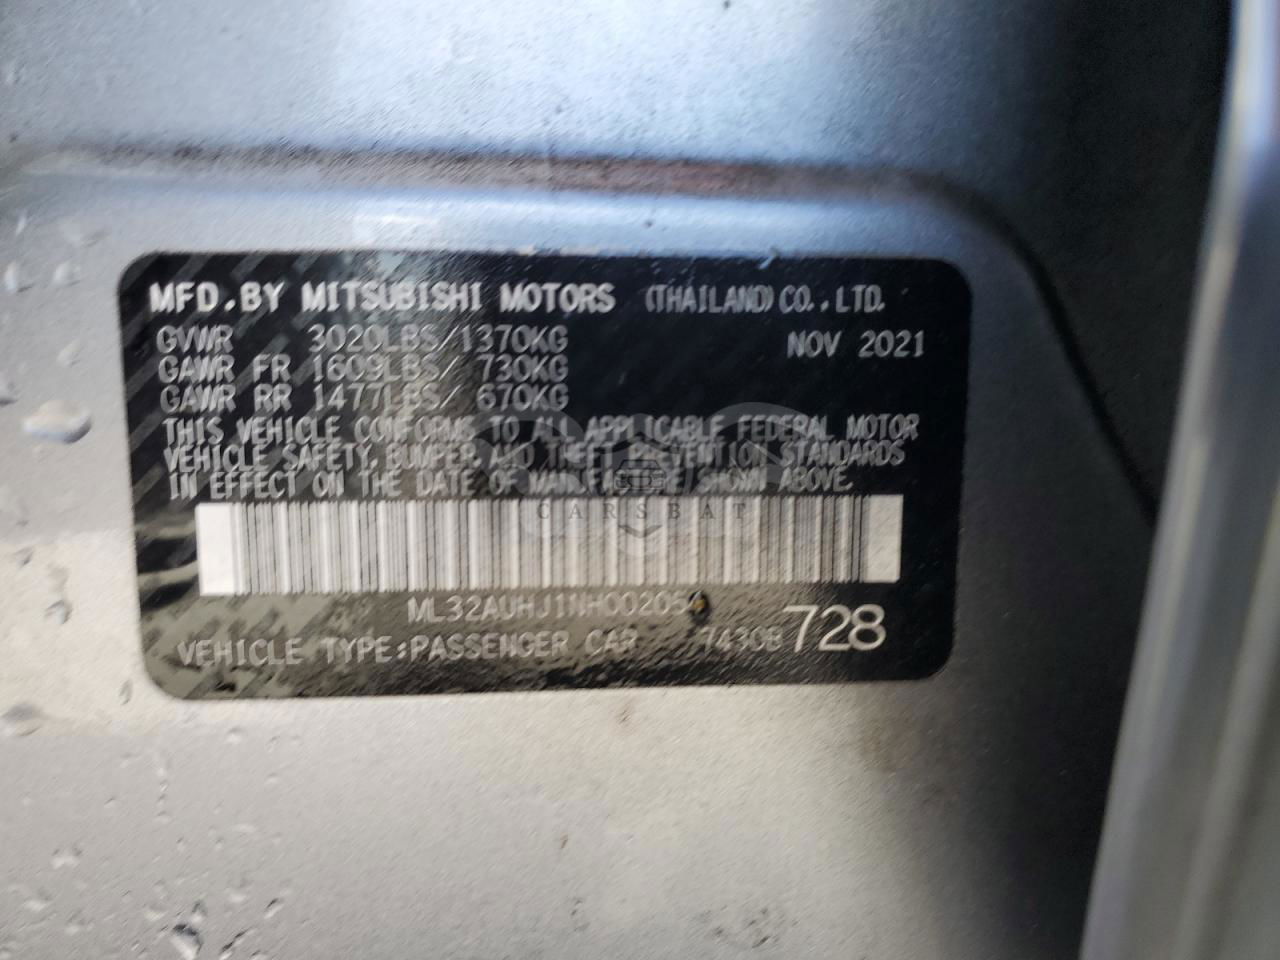 MFD.BY MITSUBISHI MOTORS (THAILAND)CO.,LTD.
GVWR 3020LBS/1370KG NOV 2021
GAWR FR 1609LBS/ 730KG
GAWR RR 1477LBS/ 670KG
THIS VEHICLE CONFORMS TO ALL APPLICABLE FEDERAL MOTOR
VEHICLE SAFETY, BUMPER, AND THEFT PREVENTION STANDARDS
IN EFFECT ON THE DATE OF MANUFACTURE SHOWN ABOVE.
CARSBAT
VEHICLE TYPE:PASSENGER CAR 7430B 728